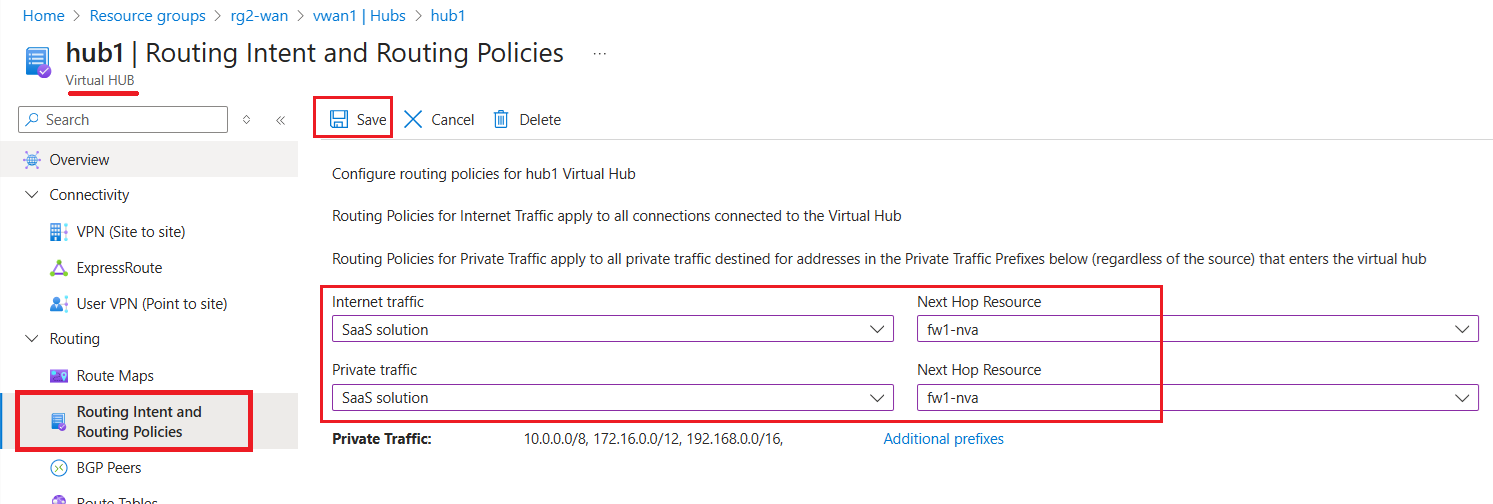 Home > Resource groups > rg2-wan > vwan1 | Hubs > hub1
hub1 | Routing Intent and Routing Policies ...
Virtual HUB
Search
Save
Cancel
Delete
Overview
Connectivity
VPN (Site to site)
ExpressRoute
User VPN (Point to site)
Routing
Route Maps
Routing Intent and
Routing Policies
BGP Peers
Route Tables
Configure routing policies for hub1 Virtual Hub
Routing Policies for Internet Traffic apply to all connections connected to the Virtual Hub
Routing Policies for Private Traffic apply to all private traffic destined for addresses in the Private Traffic Prefixes below (regardless of the source) that enters the virtual hub
Internet traffic
Next Hop Resource
SaaS solution
fw1-nva
Private traffic
Next Hop Resource
SaaS solution
fw1-nva
Private Traffic: 10.0.0.0/8, 172.16.0.0/12, 192.168.0.0/16, Additional prefixes